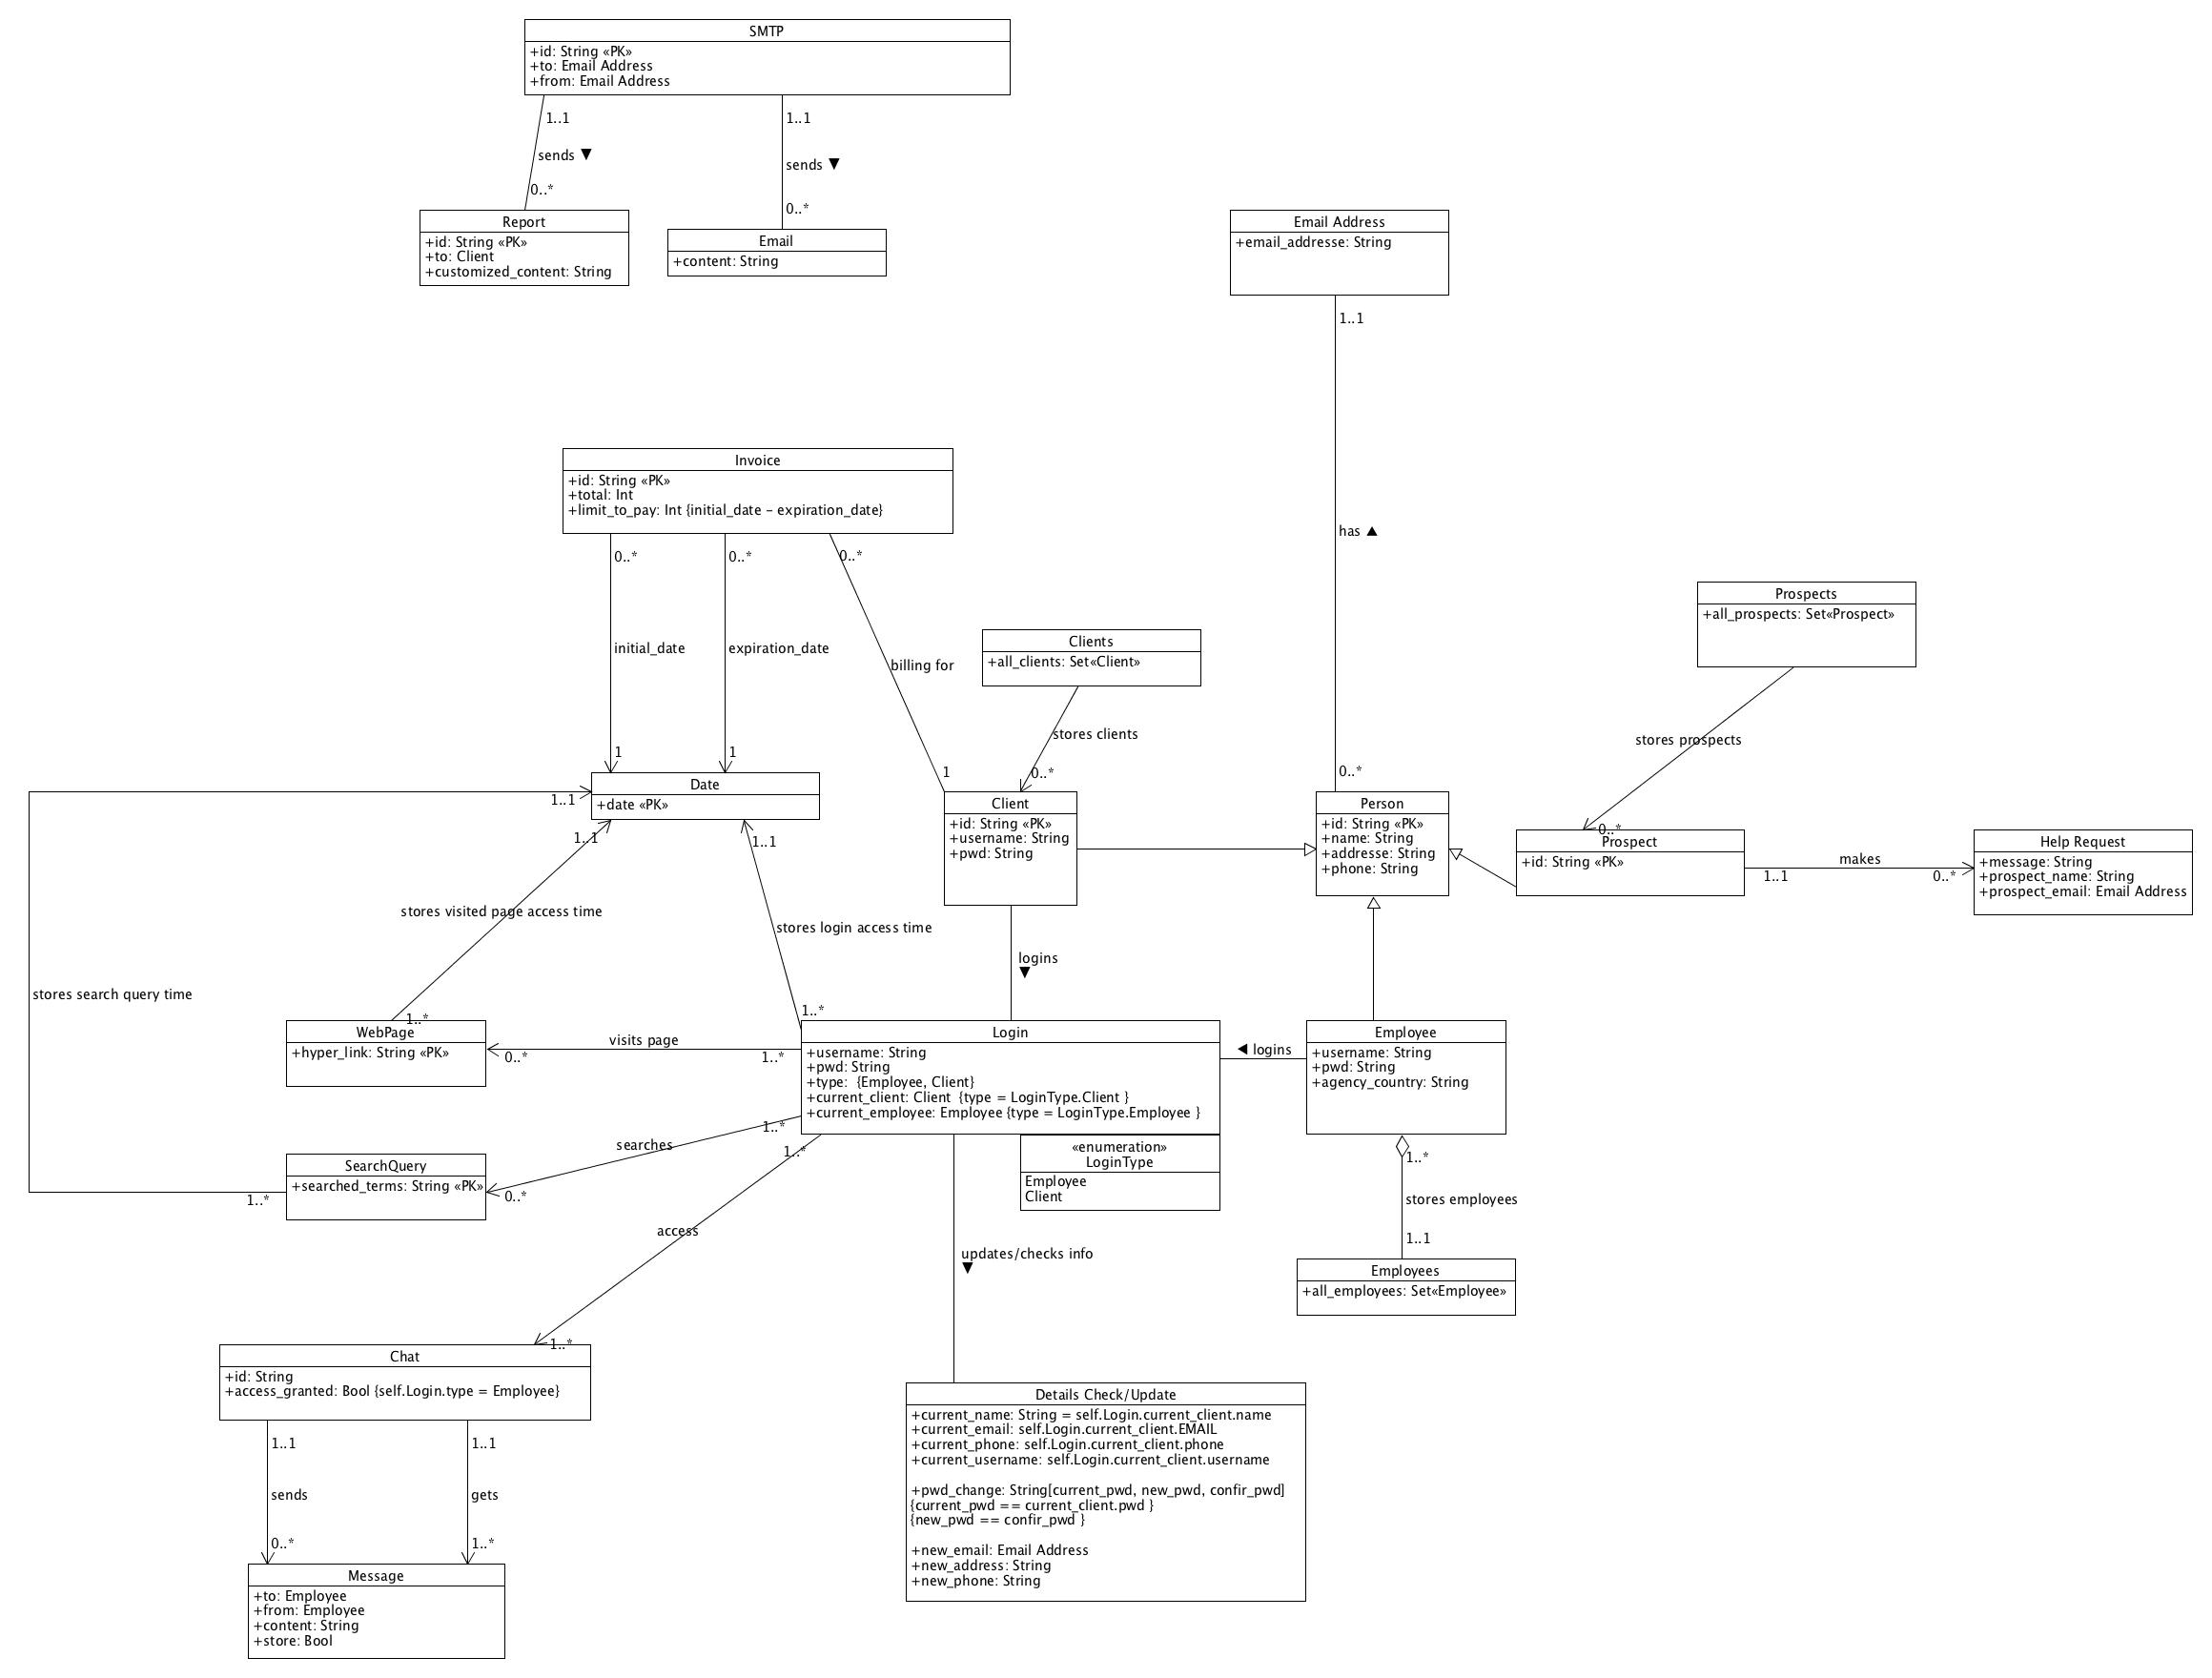 SMTP
+id: String «PK»
+to: Email Address
+from: Email Address
1..1
1..1
sends ▼
sends ▼
0..*
0..*
Report
+id: String «PK»
+to: Client
+customized_content: String
Email
+content: String
Email Address
+email_addresse: String
1..1
has ▲
0..*
Invoice
+id: String «PK»
+total: Int
+limit_to_pay: Int {initial_date - expiration_date}
0..*
0..*
0..*
initial_date
expiration_date
billing for
1
1
1
Clients
+all_clients: Set«Client»
stores clients
0..*
Prospects
+all_prospects: Set«Prospect»
stores prospects
0..*
Date
+date «PK»
1..1
1..1
1..1
Client
+id: String «PK»
+username: String
+pwd: String
Person
+id: String «PK»
+name: String
+addresse: String
+phone: String
Prospect
+id: String «PK»
makes
1..1
0..*
Help Request
+message: String
+prospect_name: String
+prospect_email: Email Address
stores visited page access time
stores login access time
logins
▼
stores search query time
1..*
1..*
WebPage
+hyper_link: String «PK»
visits page
0..*
1..*
Login
+username: String
+pwd: String
+type:  {Employee, Client}
+current_client: Client  {type = LoginType.Client }
+current_employee: Employee {type = LoginType.Employee }
◀ logins
Employee
+username: String
+pwd: String
+agency_country: String
«enumeration»
LoginType
Employee
Client
1..*
searches
1..*
SearchQuery
+searched_terms: String «PK»
1..*
0..*
access
1..*
updates/checks info
▼
1..*
stores employees
1..1
Employees
+all_employees: Set«Employee»
Chat
+id: String
+access_granted: Bool {self.Login.type = Employee}
1..1
1..1
sends
gets
0..*
1..*
Message
+to: Employee
+from: Employee
+content: String
+store: Bool
Details Check/Update
+current_name: String = self.Login.current_client.name
+current_email: self.Login.current_client.EMAIL
+current_phone: self.Login.current_client.phone
+current_username: self.Login.current_client.username
+pwd_change: String[current_pwd, new_pwd, confir_pwd]
{current_pwd == current_client.pwd }
{new_pwd == confir_pwd }
+new_email: Email Address
+new_address: String
+new_phone: String